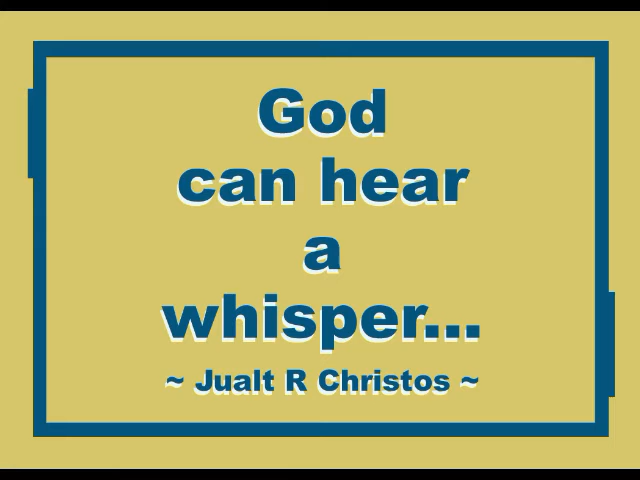 God
can hear
a
whisper...
~ Jualt R Christos ~